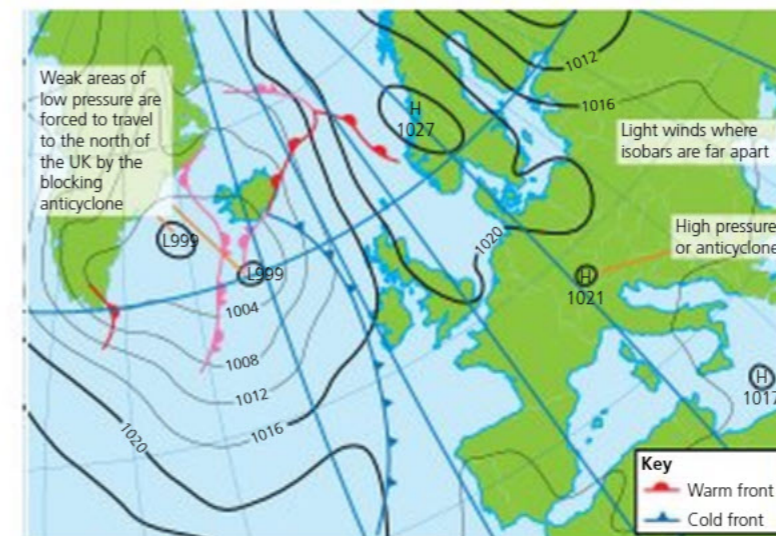 Weak areas of
low pressure are
forced to travel
to the north of
the UK by the
blocking
anticyclone
1012
1016
H
1027
Light winds where
isobars are far apart
High pressure
or anticyclone
1020
H
1021
L999
L999
1004
1008
1012
1016
1020
H
1017
Key
Warm front
Cold front